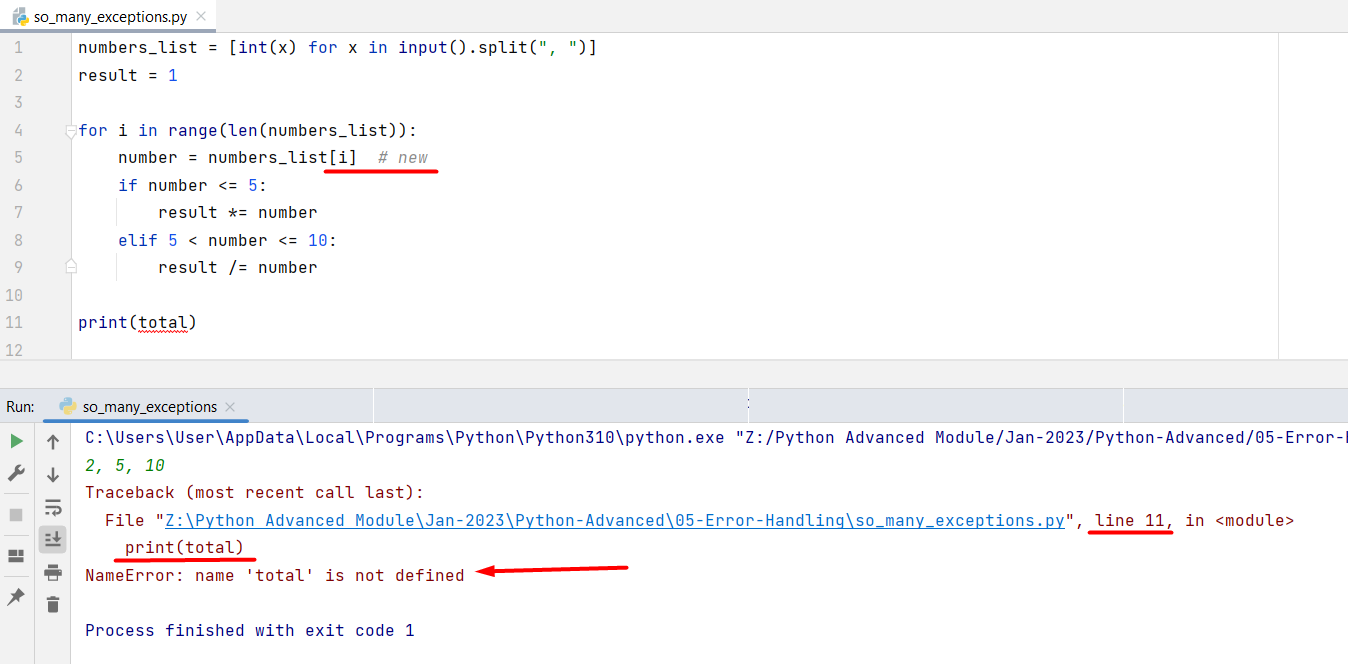 so_many_exceptions.py
1 numbers_list = [int(x) for x in input().split(", ")]
2 result = 1
3
4 for i in range(len(numbers_list)):
5     number = numbers_list[i]  # new
6     if number <= 5:
7         result *= number
8     elif 5 < number <= 10:
9         result /= number
10
11 print(total)
12
Run: so_many_exceptions
C:\Users\User\AppData\Local\Programs\Python\Python310\python.exe "Z:/Python Advanced Module/Jan-2023/Python-Advanced/05-Error-
2, 5, 10
Traceback (most recent call last):
  File "Z:\Python Advanced Module\Jan-2023\Python-Advanced\05-Error-Handling\so_many_exceptions.py", line 11, in <module>
    print(total)
NameError: name 'total' is not defined
Process finished with exit code 1